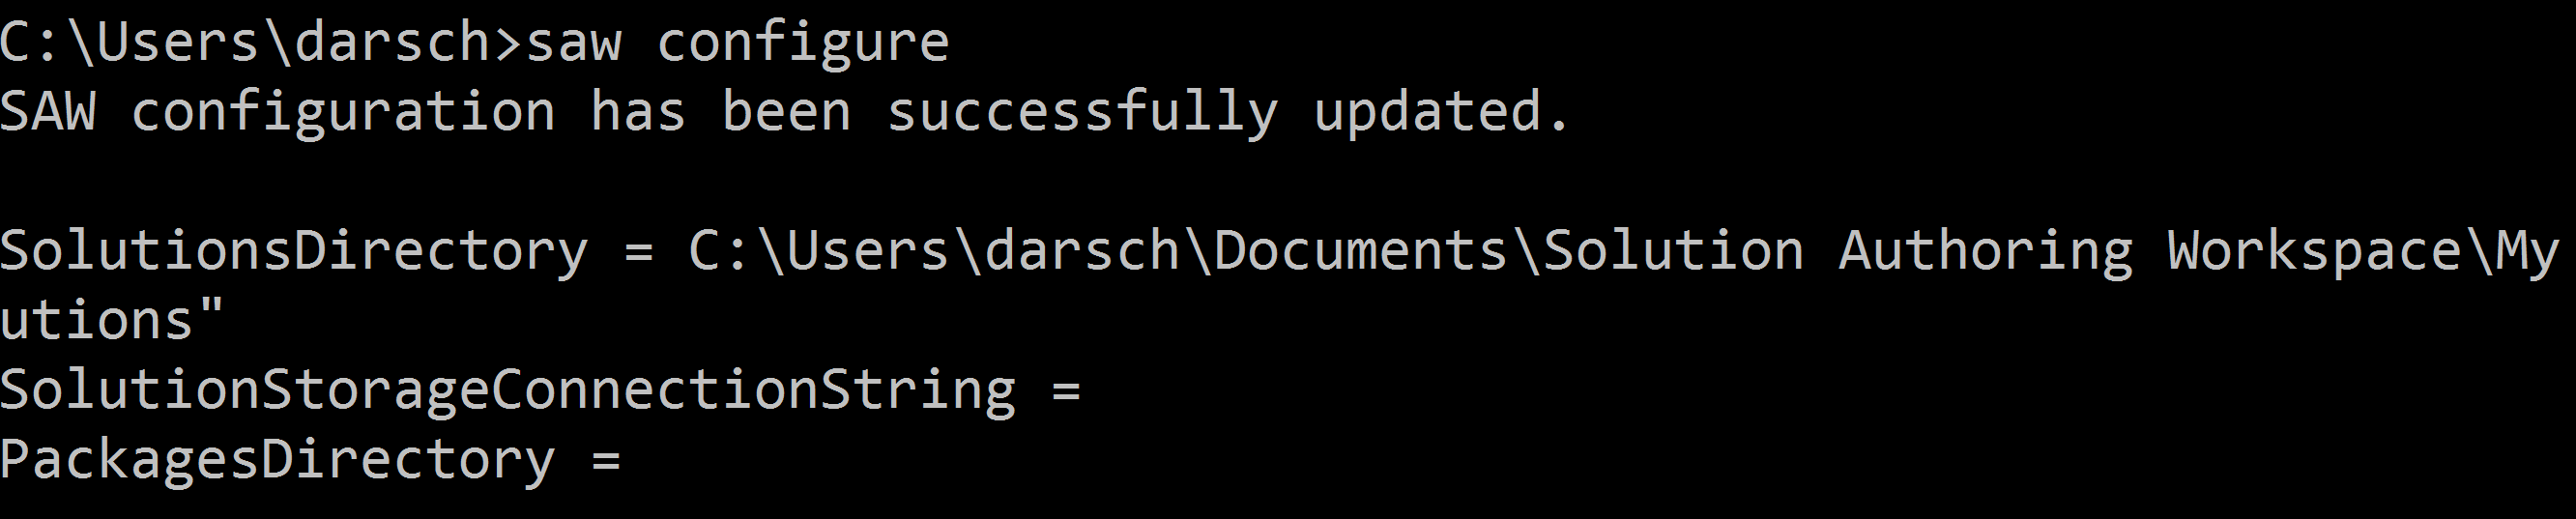 C:\Users\darsch>saw configure
SAW configuration has been successfully updated.
SolutionsDirectory = C:\Users\darsch\Documents\Solution Authoring Workspace\My
utions"
SolutionStorageConnectionString =
PackagesDirectory =